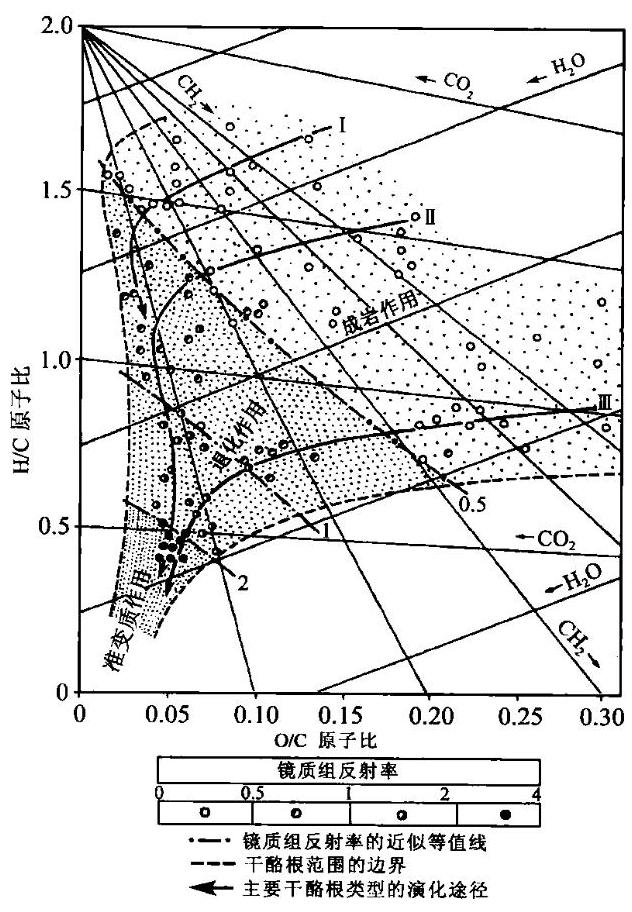 2.0
H/C 原子比
CH2
CO2
H2O
I
1.5
II
成岩作用
1.0
III
退化作用
0.5
0.5
1
CO2
2
H2O
准变质作用
CH2
0
0 0.05 0.10 0.15 0.20 0.25 0.30
O/C 原子比
镜质组反射率
0 0.5 1 2 4
镜质组反射率的近似等值线
干酪根范围的边界
主要干酪根类型的演化途径